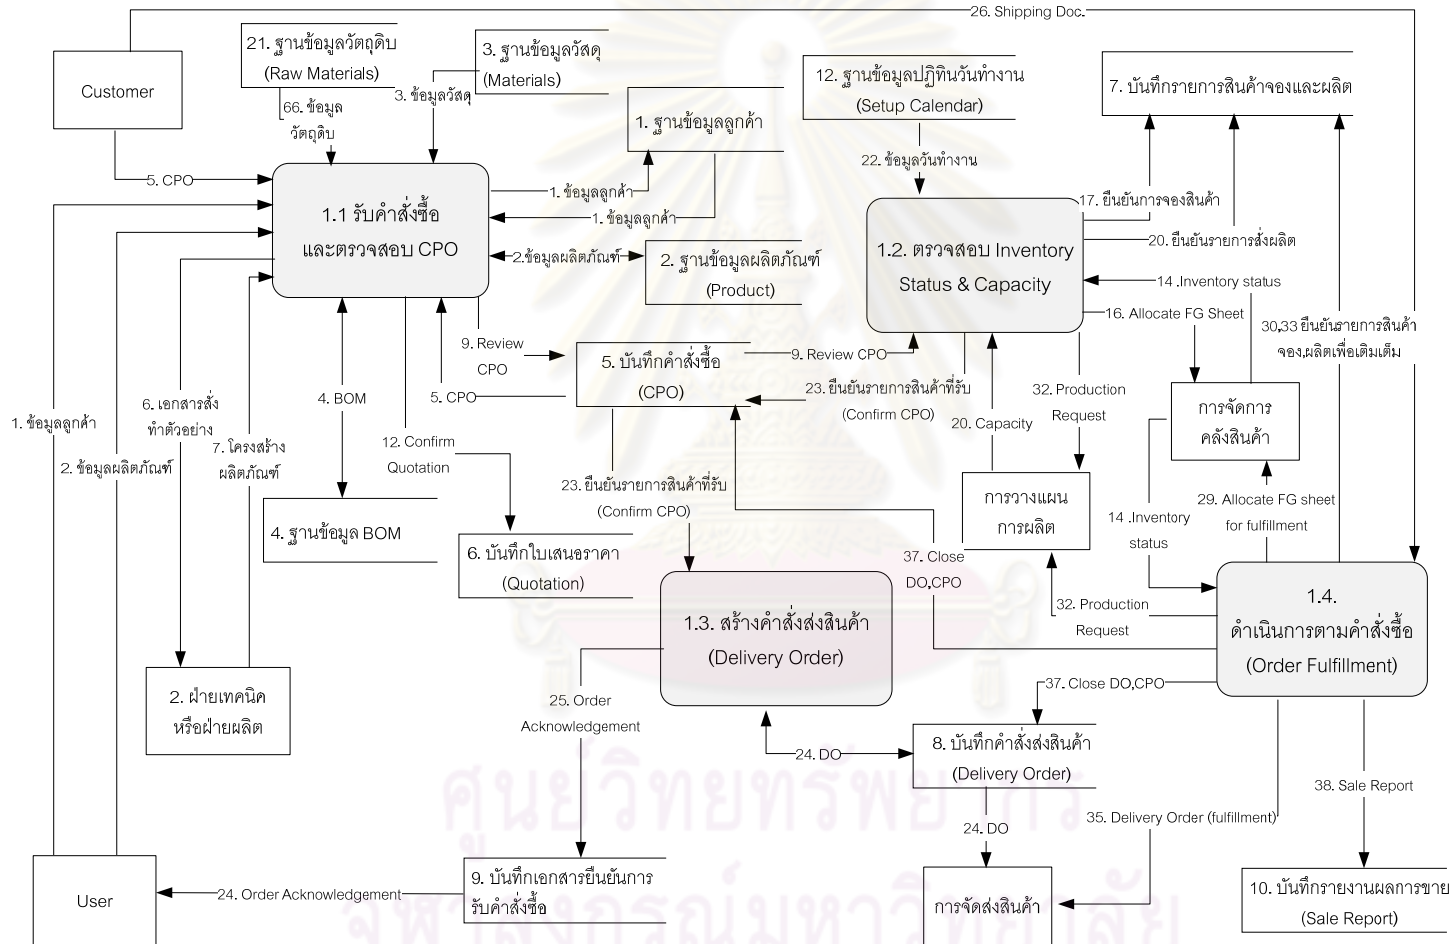 26. Shipping Doc.
Customer
21. ฐานข้อมูลวัตถุดิบ
(Raw Materials)
3. ฐานข้อมูลวัสดุ
(Materials)
12. ฐานข้อมูลปฏิทินวันทำงาน
(Setup Calendar)
7. บันทึกรายการสินค้าจองและผลิต
3. ข้อมูลวัสดุ
66. ข้อมูล
วัตถุดิบ
1. ฐานข้อมูลลูกค้า
22. ข้อมูลวันทำงาน
5. CPO
1. ข้อมูลลูกค้า
1. ข้อมูลลูกค้า
1.1 รับคำสั่งซื้อ
และตรวจสอบ CPO
17. ยืนยันการจองสินค้า
20. ยืนยันรายการสั่งผลิต
1.2. ตรวจสอบ Inventory
Status & Capacity
2.ข้อมูลผลิตภัณฑ์
2. ฐานข้อมูลผลิตภัณฑ์
(Product)
14 .Inventory status
16. Allocate FG Sheet
30,33 ยืนยันรายการสินค้า
จอง,ผลิตเพื่อเติมเต็ม
9. Review
CPO
5. บันทึกคำสั่งซื้อ
(CPO)
9. Review CPO
5. CPO
4. BOM
23. ยืนยันรายการสินค้าที่รับ
(Confirm CPO)
32. Production
Request
20. Capacity
การจัดการ
คลังสินค้า
1. ข้อมูลลูกค้า
6. เอกสารสั่ง
ทำตัวอย่าง
7. โครงสร้าง
ผลิตภัณฑ์
12. Confirm
Quotation
2. ข้อมูลผลิตภัณฑ์
23. ยืนยันรายการสินค้าที่รับ
(Confirm CPO)
การวางแผน
การผลิต
29. Allocate FG sheet
for fulfillment
14 .Inventory
status
4. ฐานข้อมูล BOM
6. บันทึกใบเสนอราคา
(Quotation)
37. Close
DO,CPO
1.3. สร้างคำสั่งส่งสินค้า
(Delivery Order)
32. Production
Request
1.4.
ดำเนินการตามคำสั่งซื้อ
(Order Fulfillment)
2. ฝ่ายเทคนิค
หรือฝ่ายผลิต
25. Order
Acknowledgement
37. Close DO,CPO
24. DO
8. บันทึกคำสั่งส่งสินค้า
(Delivery Order)
38. Sale Report
ศูนย์วิทยทรัพยากร
35. Delivery Order (fulfillment)
24. DO
User
24. Order Acknowledgement
9. บันทึกเอกสารยืนยันการ
รับคำสั่งซื้อ
การจัดส่งสินค้า
10. บันทึกรายงานผลการขาย
(Sale Report)
จุฬาลงกรณ์มหาวิทยาลัย